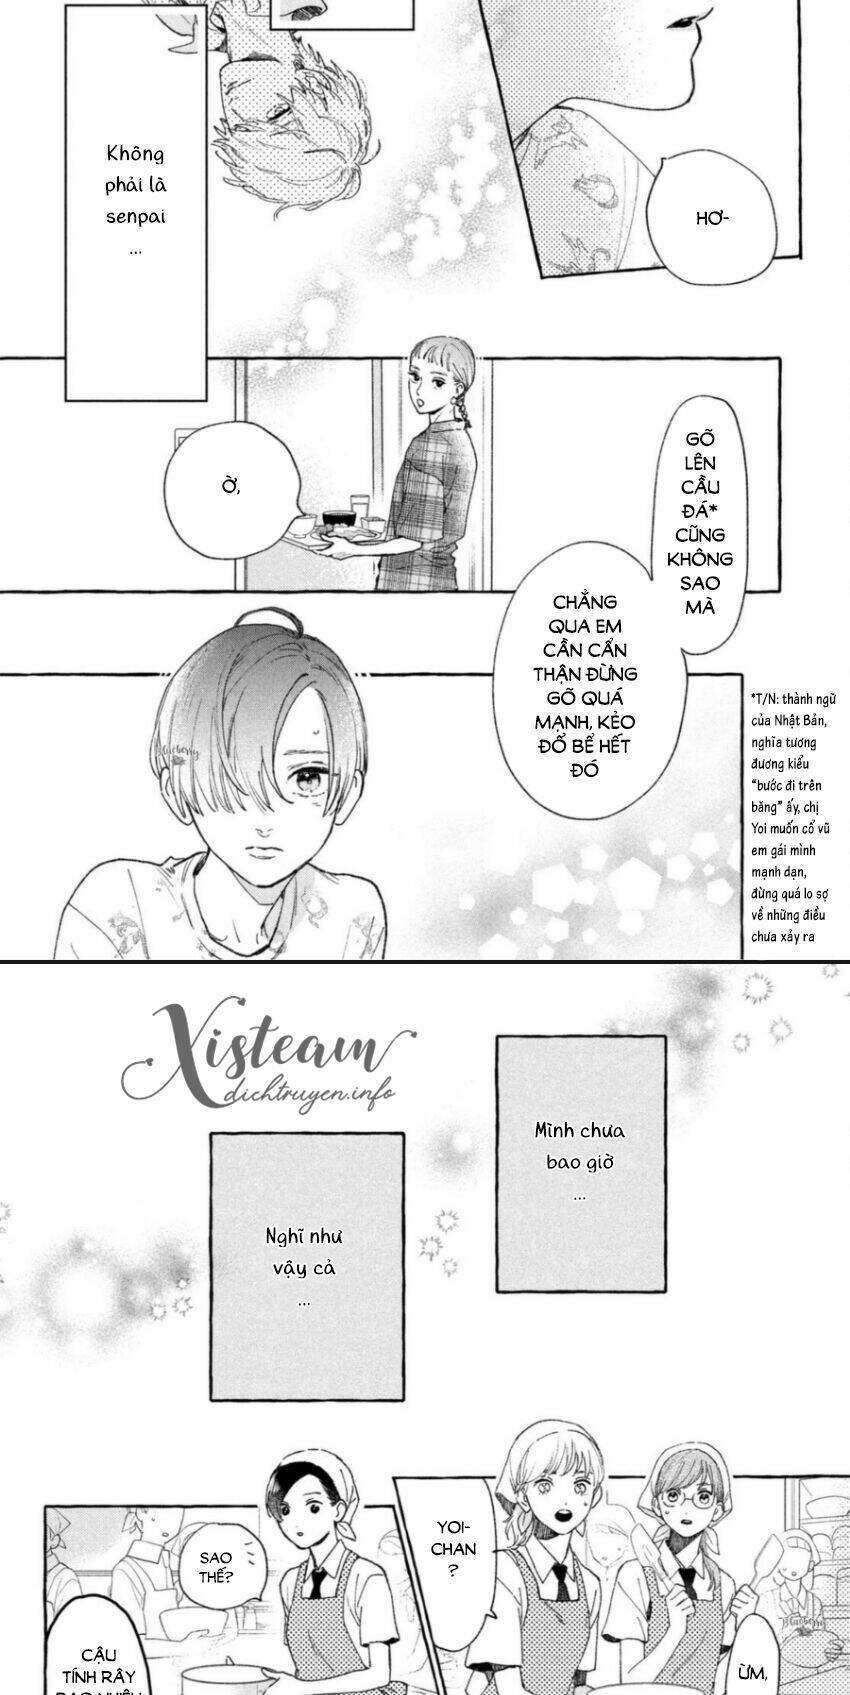 HƠ-
Không
phải là
senpai
...
GÕ
LÊN
CẦU
ĐÁ*
CŨNG
KHÔNG
SAO
MÀ
Ờ,
CHẲNG
QUA EM
CẦN CẨN
THẬN ĐỪNG
GÕ QUÁ
MẠNH, KẺO
ĐỔ BỂ HẾT
ĐÓ
*T/N: thành ngữ
của Nhật Bản,
nghĩa tương
đương kiểu
“bước đi trên
băng” ấy, chị
Yoi muốn cổ vũ
em gái mình
mạnh dạn,
đừng quá lo sợ
về những điều
chưa xảy ra
Blueberry
Xisteam
dichtruyen.info
Mình chưa
bao giờ
...
Nghĩ như
vậy cả
...
YOI-
CHAN
?
SAO
THẾ?
Blueberry
ỪM,
CẬU
TÍNH RÂY
BAO NHIÊU